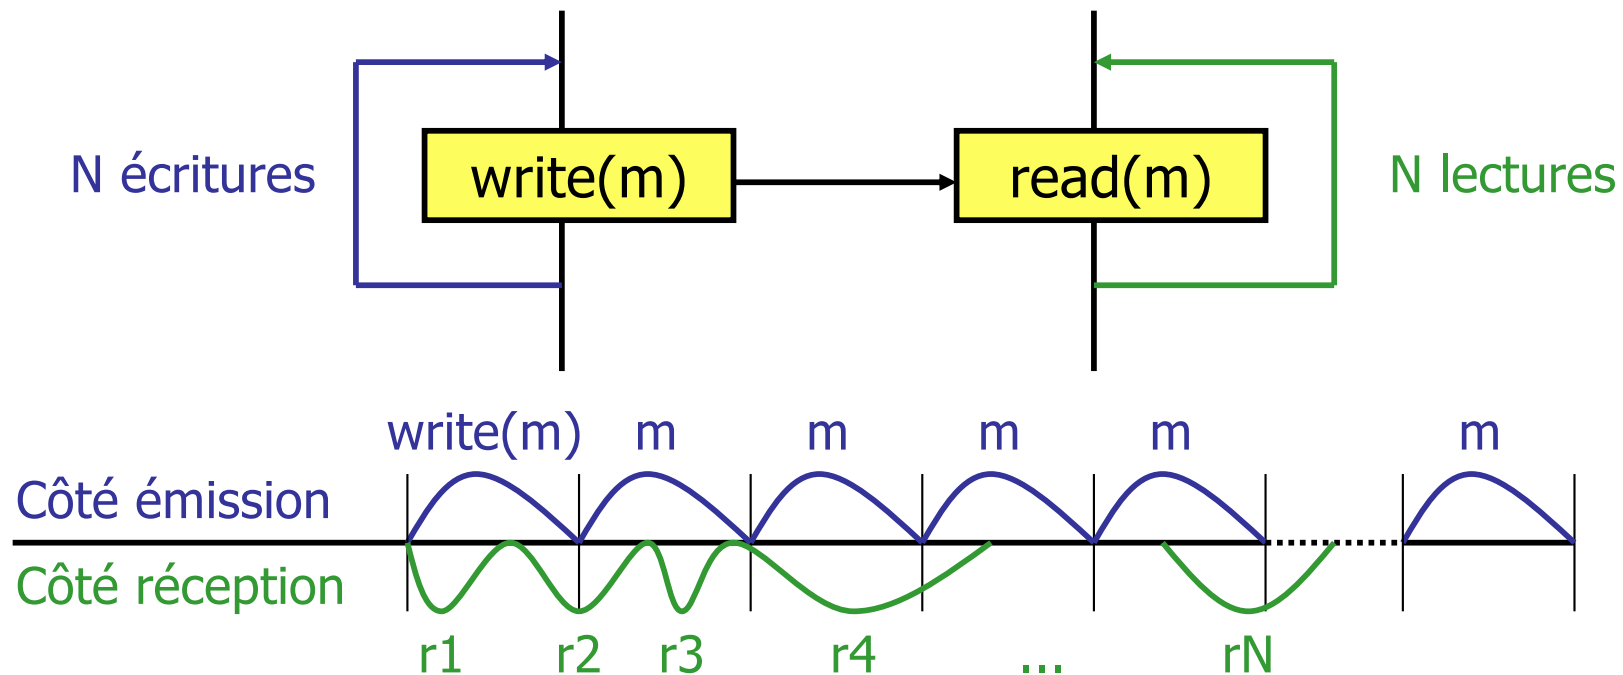 N écritures
write(m)
read(m)
N lectures
write(m) m m m m m
Côté émission
Côté réception
r1 r2 r3 r4 ... rN